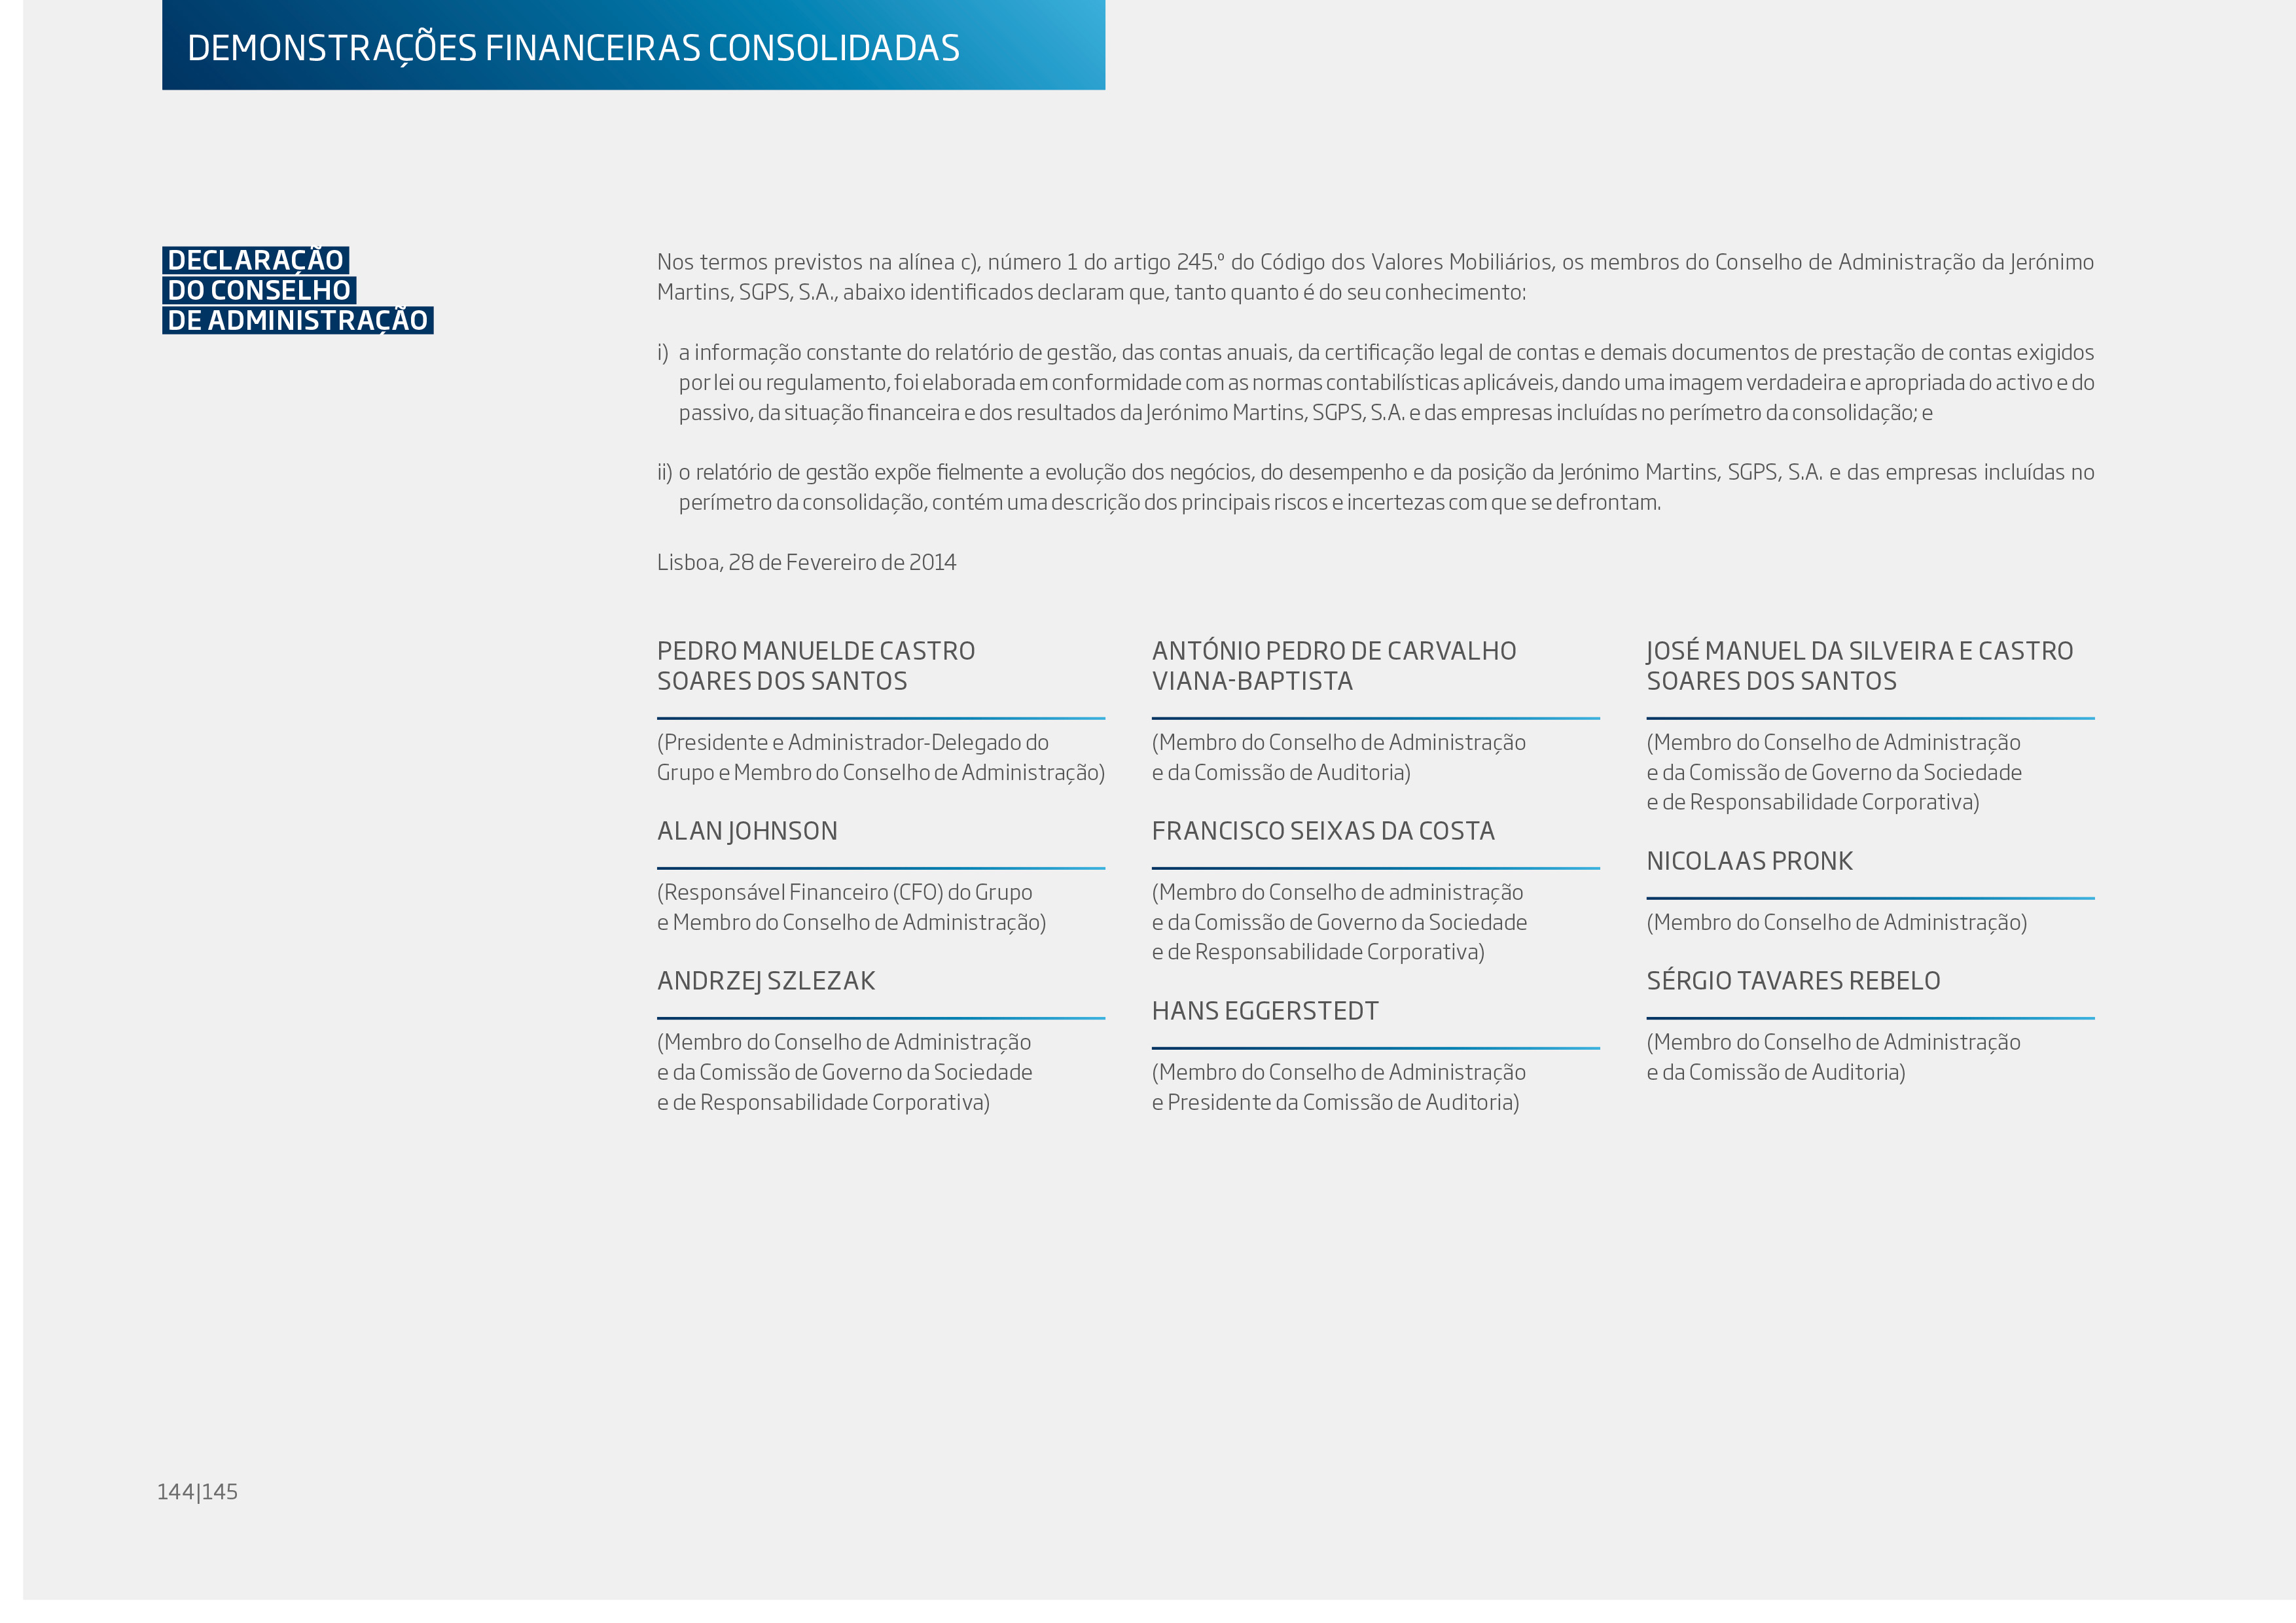 DEMONSTRAÇÕES FINANCEIRAS CONSOLIDADAS
DECLARAÇÃO
DO CONSELHO
DE ADMINISTRAÇÃO
Nos termos previstos na alínea c), número 1 do artigo 245.º do Código dos Valores Mobiliários, os membros do Conselho de Administração da Jerónimo
Martins, SGPS, S.A., abaixo identificados declaram que, tanto quanto é do seu conhecimento:
i) a informação constante do relatório de gestão, das contas anuais, da certificação legal de contas e demais documentos de prestação de contas exigidos
por lei ou regulamento, foi elaborada em conformidade com as normas contabilísticas aplicáveis, dando uma imagem verdadeira e apropriada do activo e do
passivo, da situação financeira e dos resultados da Jerónimo Martins, SGPS, S.A. e das empresas incluídas no perímetro da consolidação; e
ii) o relatório de gestão expõe fielmente a evolução dos negócios, do desempenho e da posição da Jerónimo Martins, SGPS, S.A. e das empresas incluídas no
perímetro da consolidação, contém uma descrição dos principais riscos e incertezas com que se defrontam.
Lisboa, 28 de Fevereiro de 2014
PEDRO MANUELDE CASTRO
SOARES DOS SANTOS
(Presidente e Administrador-Delegado do
Grupo e Membro do Conselho de Administração)
ALAN JOHNSON
(Responsável Financeiro (CFO) do Grupo
e Membro do Conselho de Administração)
ANDRZEJ SZLEZAK
(Membro do Conselho de Administração
e da Comissão de Governo da Sociedade
e de Responsabilidade Corporativa)
ANTÓNIO PEDRO DE CARVALHO
VIANA-BAPTISTA
(Membro do Conselho de Administração
e da Comissão de Auditoria)
FRANCISCO SEIXAS DA COSTA
(Membro do Conselho de administração
e da Comissão de Governo da Sociedade
e de Responsabilidade Corporativa)
HANS EGGERSTEDT
(Membro do Conselho de Administração
e Presidente da Comissão de Auditoria)
JOSÉ MANUEL DA SILVEIRA E CASTRO
SOARES DOS SANTOS
(Membro do Conselho de Administração
e da Comissão de Governo da Sociedade
e de Responsabilidade Corporativa)
NICOLAAS PRONK
(Membro do Conselho de Administração)
SÉRGIO TAVARES REBELO
(Membro do Conselho de Administração
e da Comissão de Auditoria)
144|145